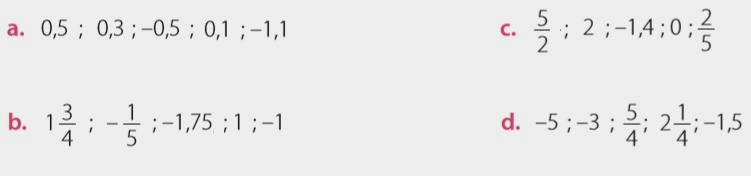 a. 0,5 ; 0,3 ; –0,5 ; 0,1 ; –1,1
c. 5/2 ; 2 ; –1,4 ; 0 ; 2/5
b. 1 3/4 ; – 1/5 ; –1,75 ; 1 ; –1
d. –5 ; –3 ; 5/4 ; 2 1/4 ; –1,5